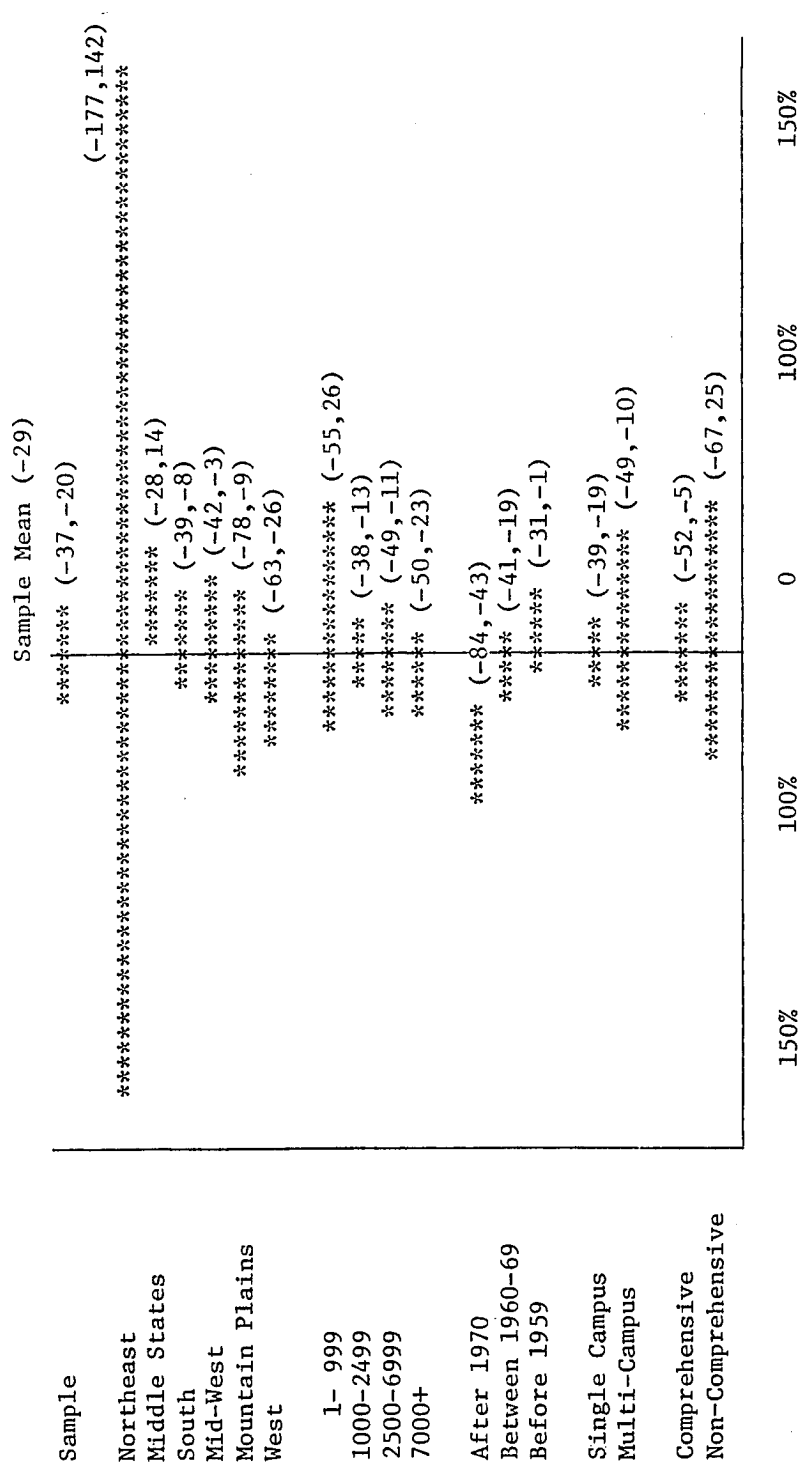 Sample Mean (-29)
Sample ******* (-37,-20)
(-177,142)
Northeast ****************************************************************************************
Middle States ******* (-28,14)
South ******* (-39,-8)
Mid-West ********* (-42,-3)
Mountain Plains *********** (-78,-9)
West ********* (-63,-26)
1- 999 **************** (-55,26)
1000-2499 ***** (-38,-13)
2500-6999 ******** (-49,-11)
7000+ ****** (-50,-23)
After 1970 ******* (-84,-43)
Between 1960-69 ***** (-41,-19)
Before 1959 ****** (-31,-1)
Single Campus ***** (-39,-19)
Multi-Campus ************ (-49,-10)
Comprehensive ******* (-52,-5)
Non-Comprehensive ****************** (-67,25)
150% 100% 0 100% 150%